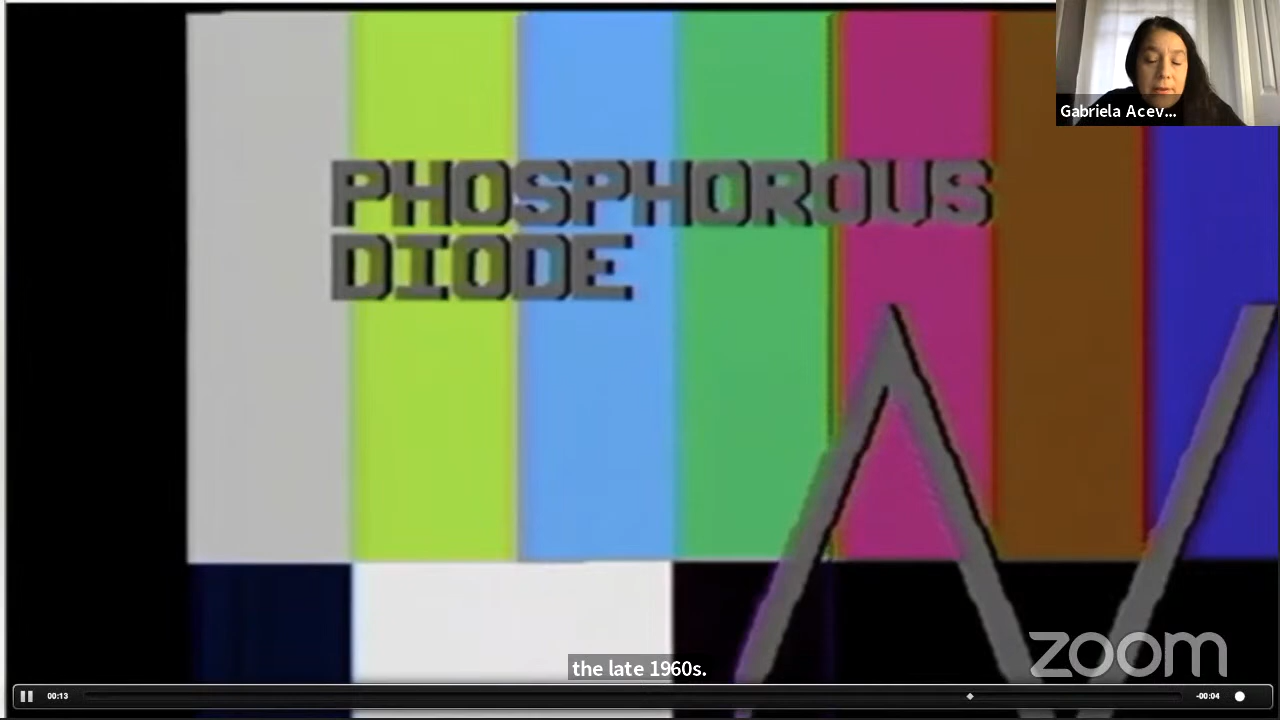 Gabriela Acev...
PHOSPHOROUS
DIODE
the late 1960s.
zoom
00:13
-00:04